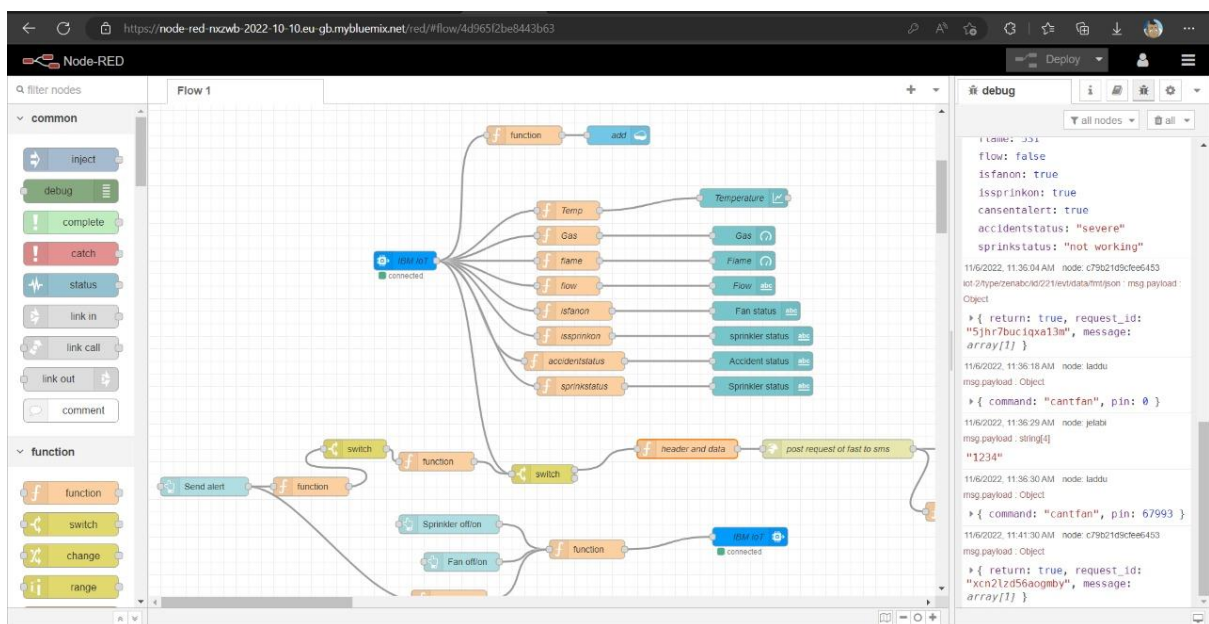 https://node-red-nxzwb-2022-10-10.eu-gb.mybluemix.net/red/#flow/4d965f2be8443b63
Node-RED
Deploy
filter nodes
common
inject
debug
complete
catch
status
link in
link call
link out
comment
function
function
switch
change
range
Flow 1
function
add
Temp
Temperature
Gas
Gas
flame
Flame
flow
Flow
abc
isfanon
Fan status
abc
issprinkon
sprinkler status
abc
accidentstatus
Accident status
abc
sprinkstatus
Sprinkler status
abc
IBM IoT
connected
switch
function
switch
header and data
post request of fast to sms
Send alert
function
Sprinkler off/on
Fan off/on
function
IBM IoT
connected
debug
all nodes
all
flame: 531
flow: false
isfanon: true
issprinkon: true
cansentalert: true
accidentstatus: "severe"
sprinkstatus: "not working"
11/6/2022, 11:36:04 AM node: c79b21d9cfee6453
iot-2/type/zenabc/id/221/evt/data/fmt/json : msg.payload :
Object
{ return: true, request_id:
"5jhr7buciqxa13m", message:
array[1] }
11/6/2022, 11:36:18 AM node: laddu
msg.payload : Object
{ command: "cantfan", pin: 0 }
11/6/2022, 11:36:29 AM node: jelabi
msg.payload : string[4]
"1234"
11/6/2022, 11:36:30 AM node: laddu
msg.payload : Object
{ command: "cantfan", pin: 67993 }
11/6/2022, 11:41:30 AM node: c79b21d9cfee6453
msg.payload : Object
{ return: true, request_id:
"xcn2lzd56aogmby", message:
array[1] }